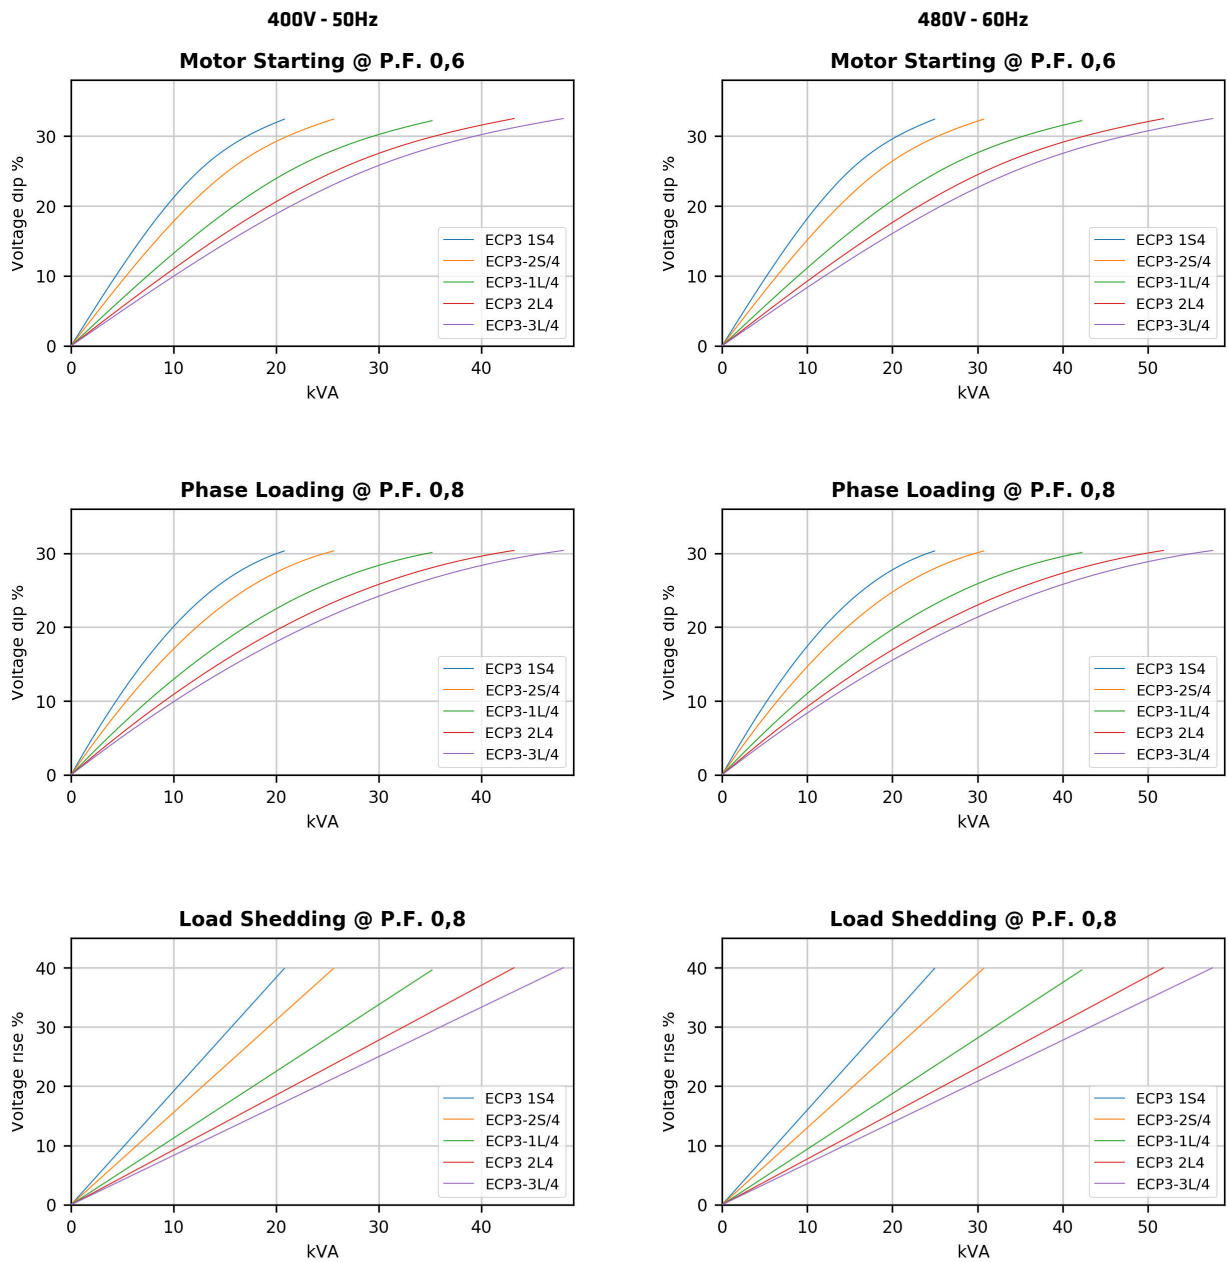 400V - 50Hz
480V - 60Hz
Motor Starting @ P.F. 0,6
Voltage dip %
30
20
10
0
0 10 20 30 40
kVA
ECP3 1S4
ECP3-2S/4
ECP3-1L/4
ECP3 2L4
ECP3-3L/4
Motor Starting @ P.F. 0,6
Voltage dip %
30
20
10
0
0 10 20 30 40 50
kVA
ECP3 1S4
ECP3-2S/4
ECP3-1L/4
ECP3 2L4
ECP3-3L/4
Phase Loading @ P.F. 0,8
Voltage dip %
30
20
10
0
0 10 20 30 40
kVA
ECP3 1S4
ECP3-2S/4
ECP3-1L/4
ECP3 2L4
ECP3-3L/4
Phase Loading @ P.F. 0,8
Voltage dip %
30
20
10
0
0 10 20 30 40 50
kVA
ECP3 1S4
ECP3-2S/4
ECP3-1L/4
ECP3 2L4
ECP3-3L/4
Load Shedding @ P.F. 0,8
Voltage rise %
40
30
20
10
0
0 10 20 30 40
kVA
ECP3 1S4
ECP3-2S/4
ECP3-1L/4
ECP3 2L4
ECP3-3L/4
Load Shedding @ P.F. 0,8
Voltage rise %
40
30
20
10
0
0 10 20 30 40 50
kVA
ECP3 1S4
ECP3-2S/4
ECP3-1L/4
ECP3 2L4
ECP3-3L/4